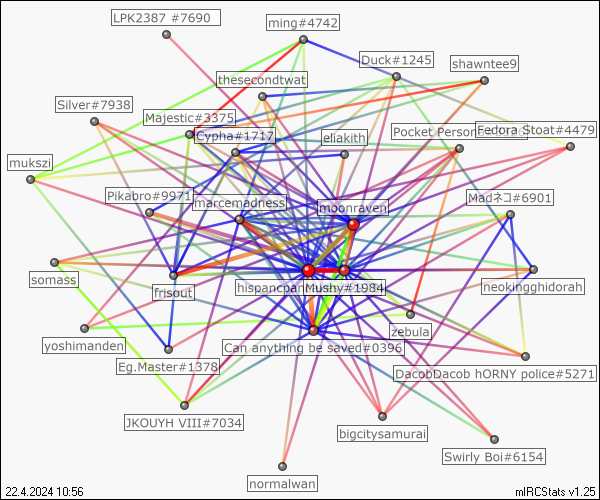 LPK2387 #7690
ming#4742
Duck#1245
shawntee9
thesecondtwat
Silver#7938
Majestic#3375
Cypha#1717
eliakith
Pocket Person
Fedora Stoat#4479
mukszi
Pikabro#9971
marcemadness
moonraven
Madネコ#6901
somass
frisout
Mushy#1984
neokingghidorah
yoshimanden
Can anything be saved#0396
zebula
Eg.Master#1378
DacobDacob hORNY police#5271
JKOUYH VIII#7034
bigcitysamurai
Swirly Boi#6154
normalwan
22.4.2024 10:56
mIRCStats v1.25